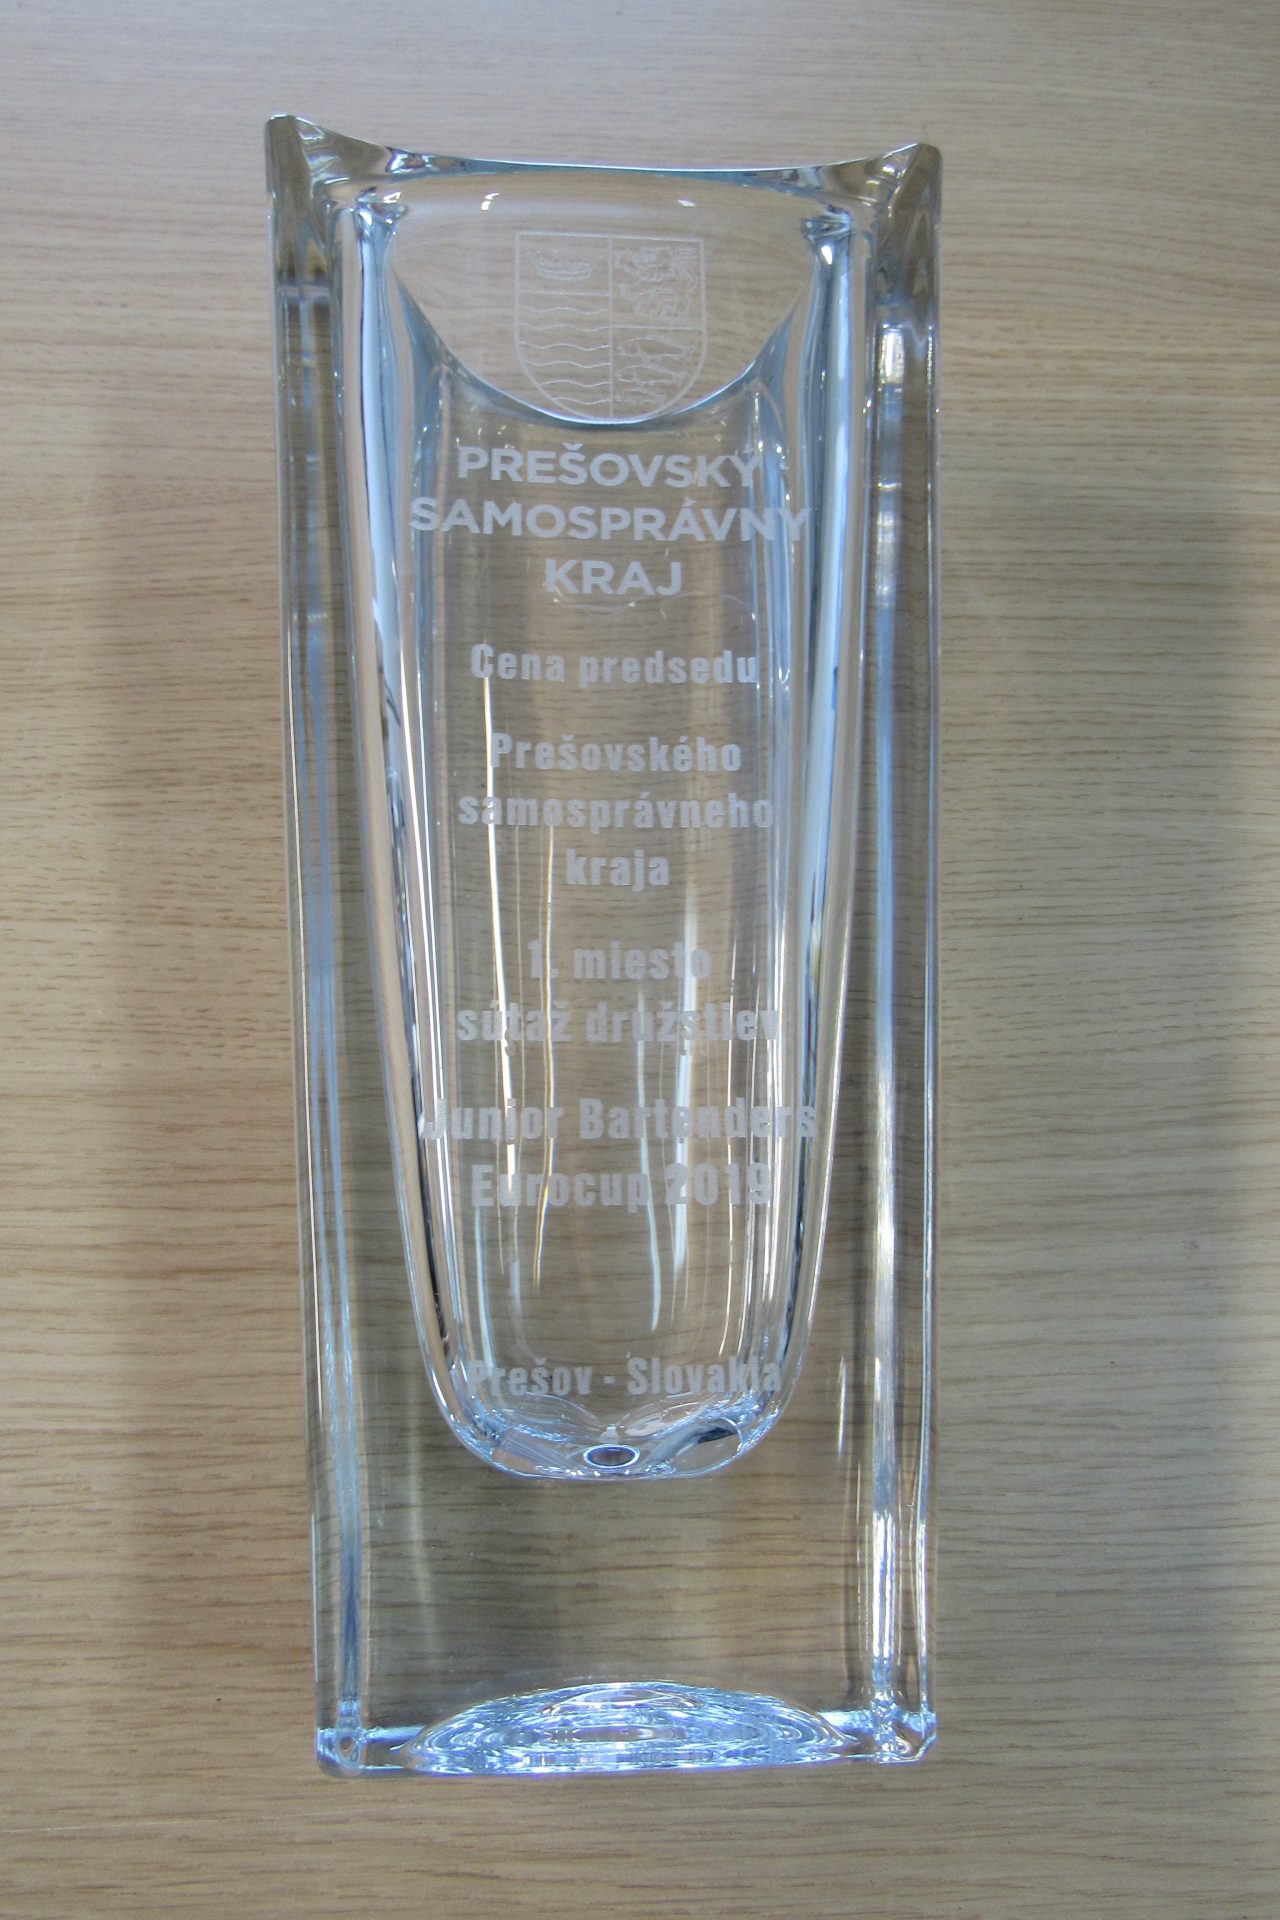 PREŠOVSKÝ
SAMOSPRÁVNY
KRAJ
Cena predsedu
Prešovského
samosprávneho
kraja
1. miesto
súťaž družstiev
Junior Bartenders
Eurocup 2019
Prešov - Slovakia